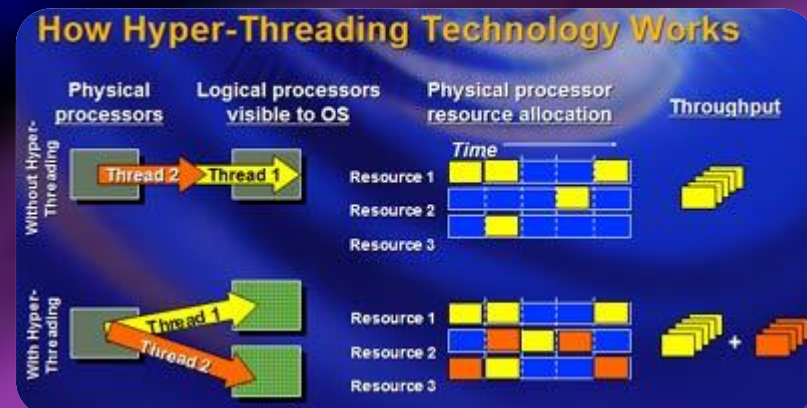 How Hyper-Threading Technology Works
Physical processors
Logical processors visible to OS
Physical processor resource allocation
Throughput
Without Hyper-Threading
Thread 2
Thread 1
Time
Resource 1
Resource 2
Resource 3
With Hyper-Threading
Thread 1
Thread 2
Resource 1
Resource 2
Resource 3
+